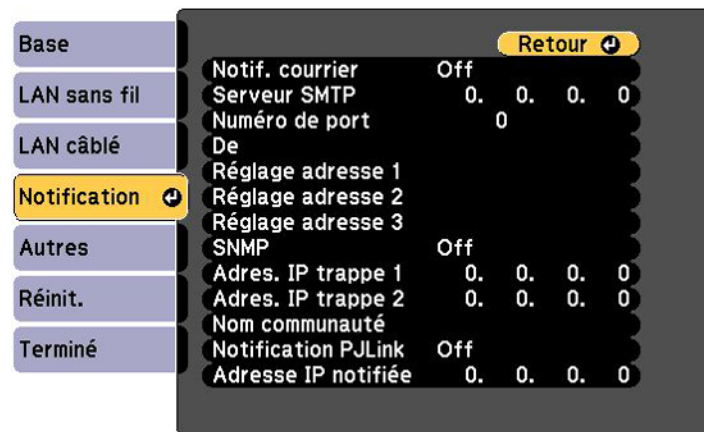 Base
LAN sans fil
LAN câblé
Notification
Autres
Réinit.
Terminé
Retour
Notif. courrier Off
Serveur SMTP 0. 0. 0. 0
Numéro de port 0
De
Réglage adresse 1
Réglage adresse 2
Réglage adresse 3
SNMP Off
Adres. IP trappe 1 0. 0. 0. 0
Adres. IP trappe 2 0. 0. 0. 0
Nom communauté
Notification PJLink Off
Adresse IP notifiée 0. 0. 0. 0